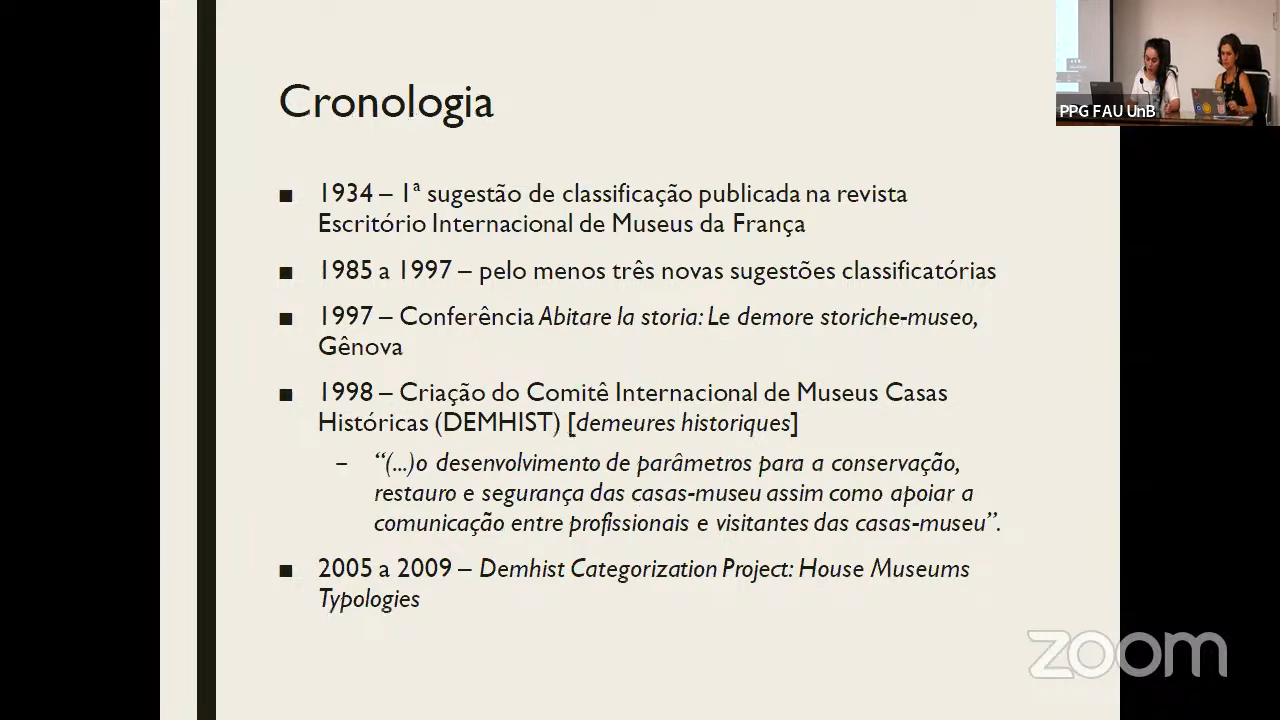 Cronologia
PPG FAU UnB
■ 1934 – 1ª sugestão de classificação publicada na revista
Escritório Internacional de Museus da França
■ 1985 a 1997 – pelo menos três novas sugestões classificatórias
■ 1997 – Conferência Abitare la storia: Le demore storiche-museo,
Gênova
■ 1998 – Criação do Comitê Internacional de Museus Casas
Históricas (DEMHIST) [demeures historiques]
– “(...)o desenvolvimento de parâmetros para a conservação,
restauro e segurança das casas-museu assim como apoiar a
comunicação entre profissionais e visitantes das casas-museu”.
■ 2005 a 2009 – Demhist Categorization Project: House Museums
Typologies
zoom